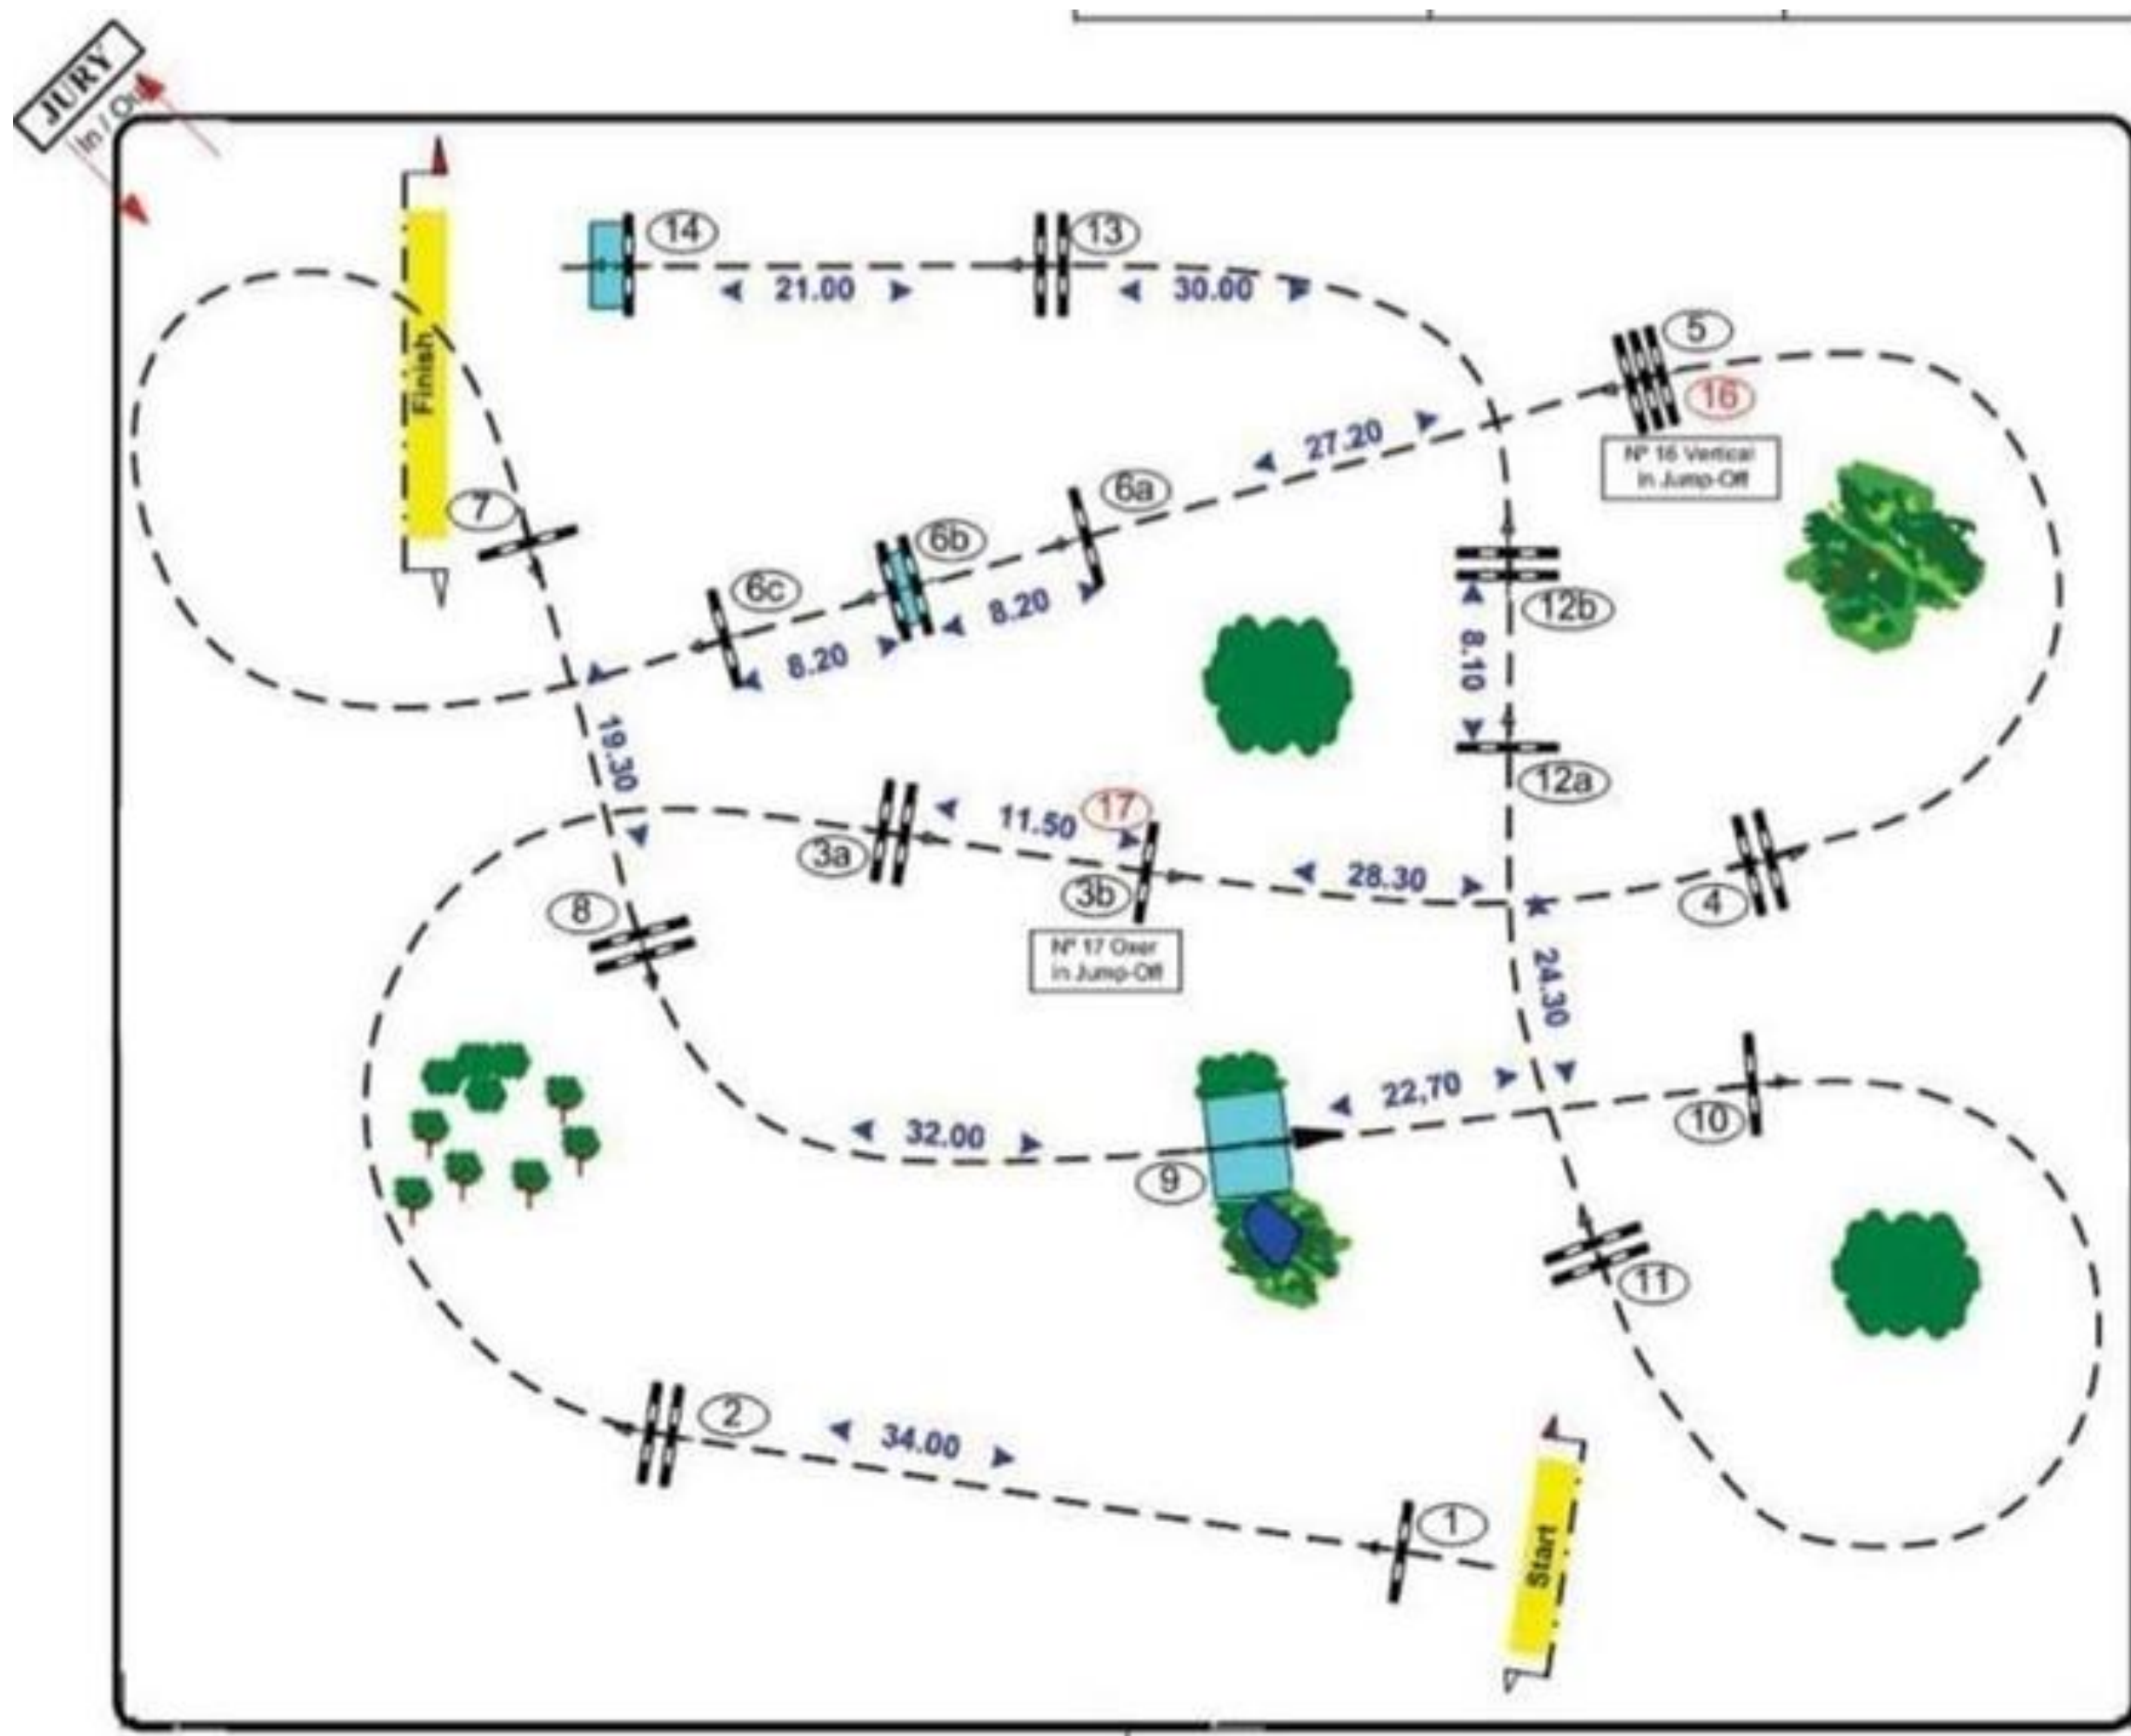 JURY
In / Out
14
13
21.00
30.00
5
16
Nº 16 Vertical
in Jump-Off
Finish
27.20
6a
7
6b
8.20
6c
8.20
12b
8.10
19.30
12a
17
11.50
3a
3b
28.30
4
8
Nº 17 Oxer
in Jump-Off
24.30
22,70
10
32.00
9
11
2
34.00
1
Start